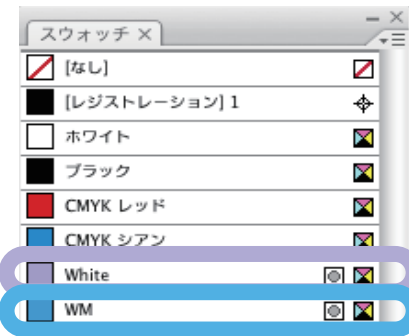 スウォッチ ×
[なし]
[レジストレーション] 1
ホワイト
ブラック
CMYK レッド
CMYK シアン
White
WM